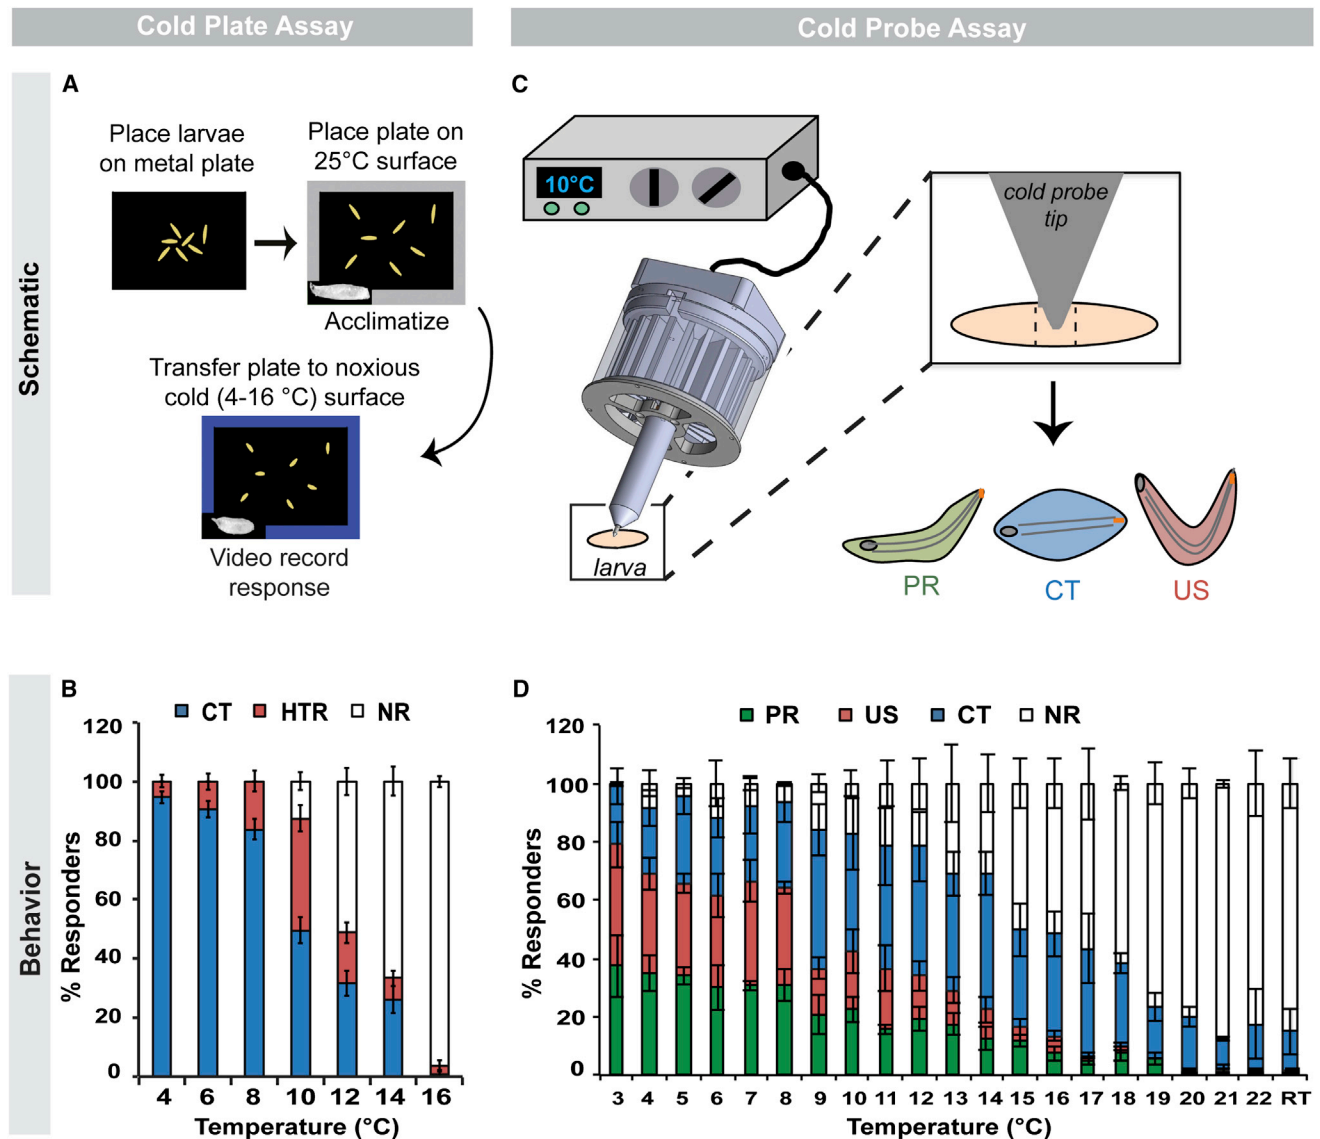 Cold Plate Assay
Cold Probe Assay
Schematic
A
Place larvae
on metal plate
Place plate on
25°C surface
Acclimatize
Transfer plate to noxious
cold (4-16 °C) surface
Video record
response
C
10°C
larva
cold probe
tip
PR
CT
US
Behavior
B
CT HTR NR
% Responders
120
100
80
60
40
20
0
4 6 8 10 12 14 16
Temperature (°C)
D
PR US CT NR
% Responders
120
100
80
60
40
20
0
3 4 5 6 7 8 9 10 11 12 13 14 15 16 17 18 19 20 21 22 RT
Temperature (°C)